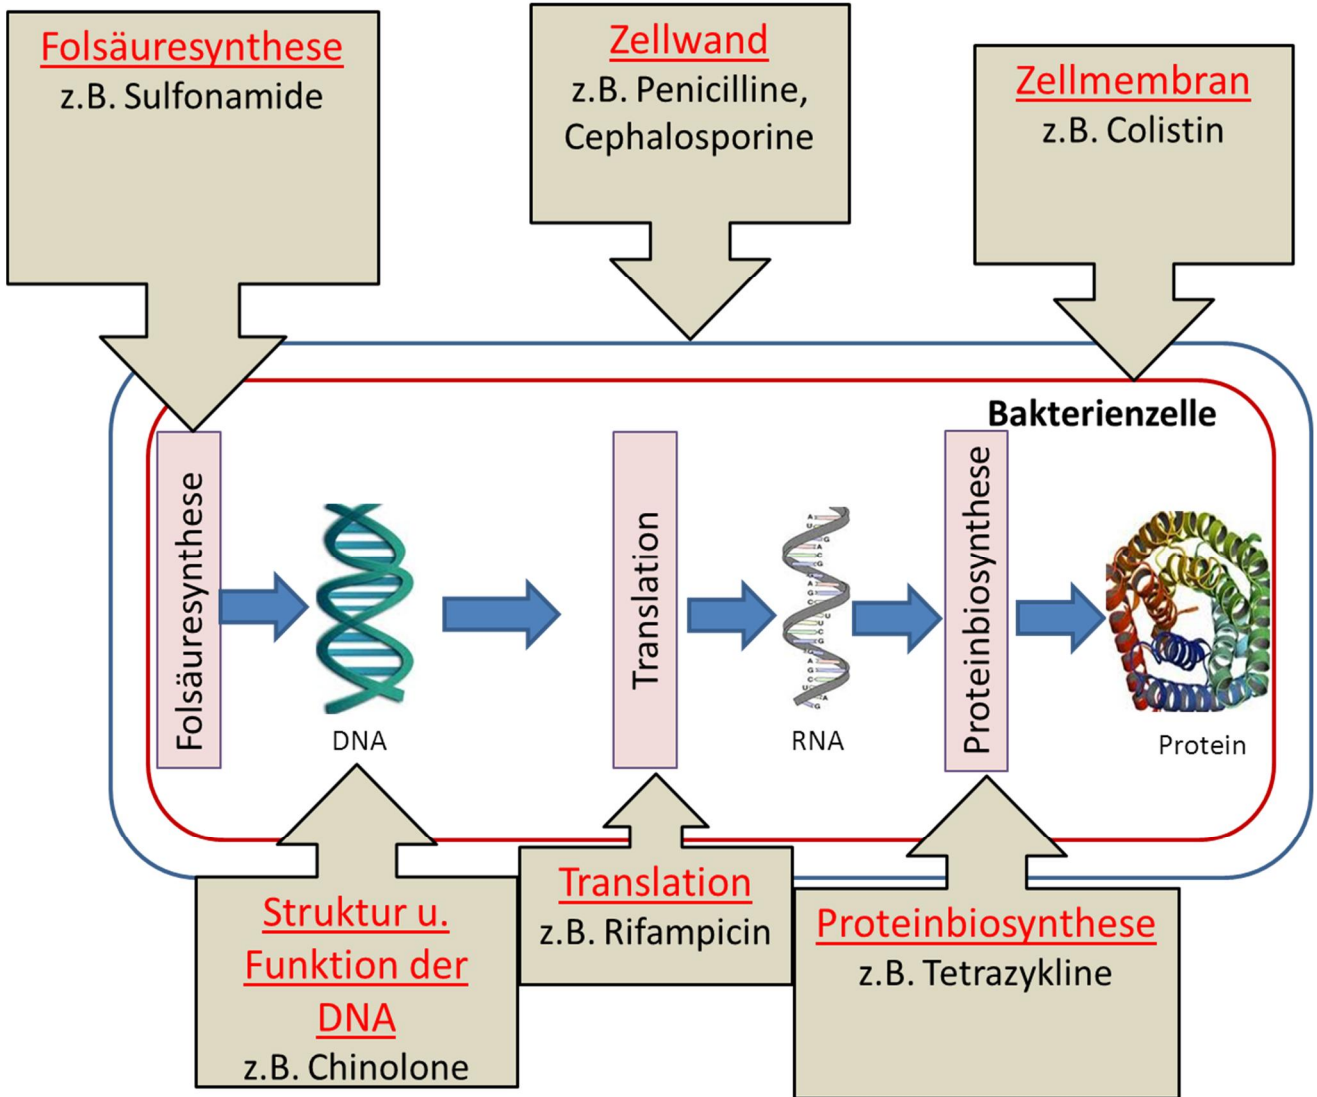 Folsäuresynthese
z.B. Sulfonamide
Zellwand
z.B. Penicilline,
Cephalosporine
Zellmembran
z.B. Colistin
Bakterienzelle
Folsäuresynthese
DNA
Translation
RNA
Proteinbiosynthese
Protein
Struktur u.
Funktion der
DNA
z.B. Chinolone
Translation
z.B. Rifampicin
Proteinbiosynthese
z.B. Tetrazykline